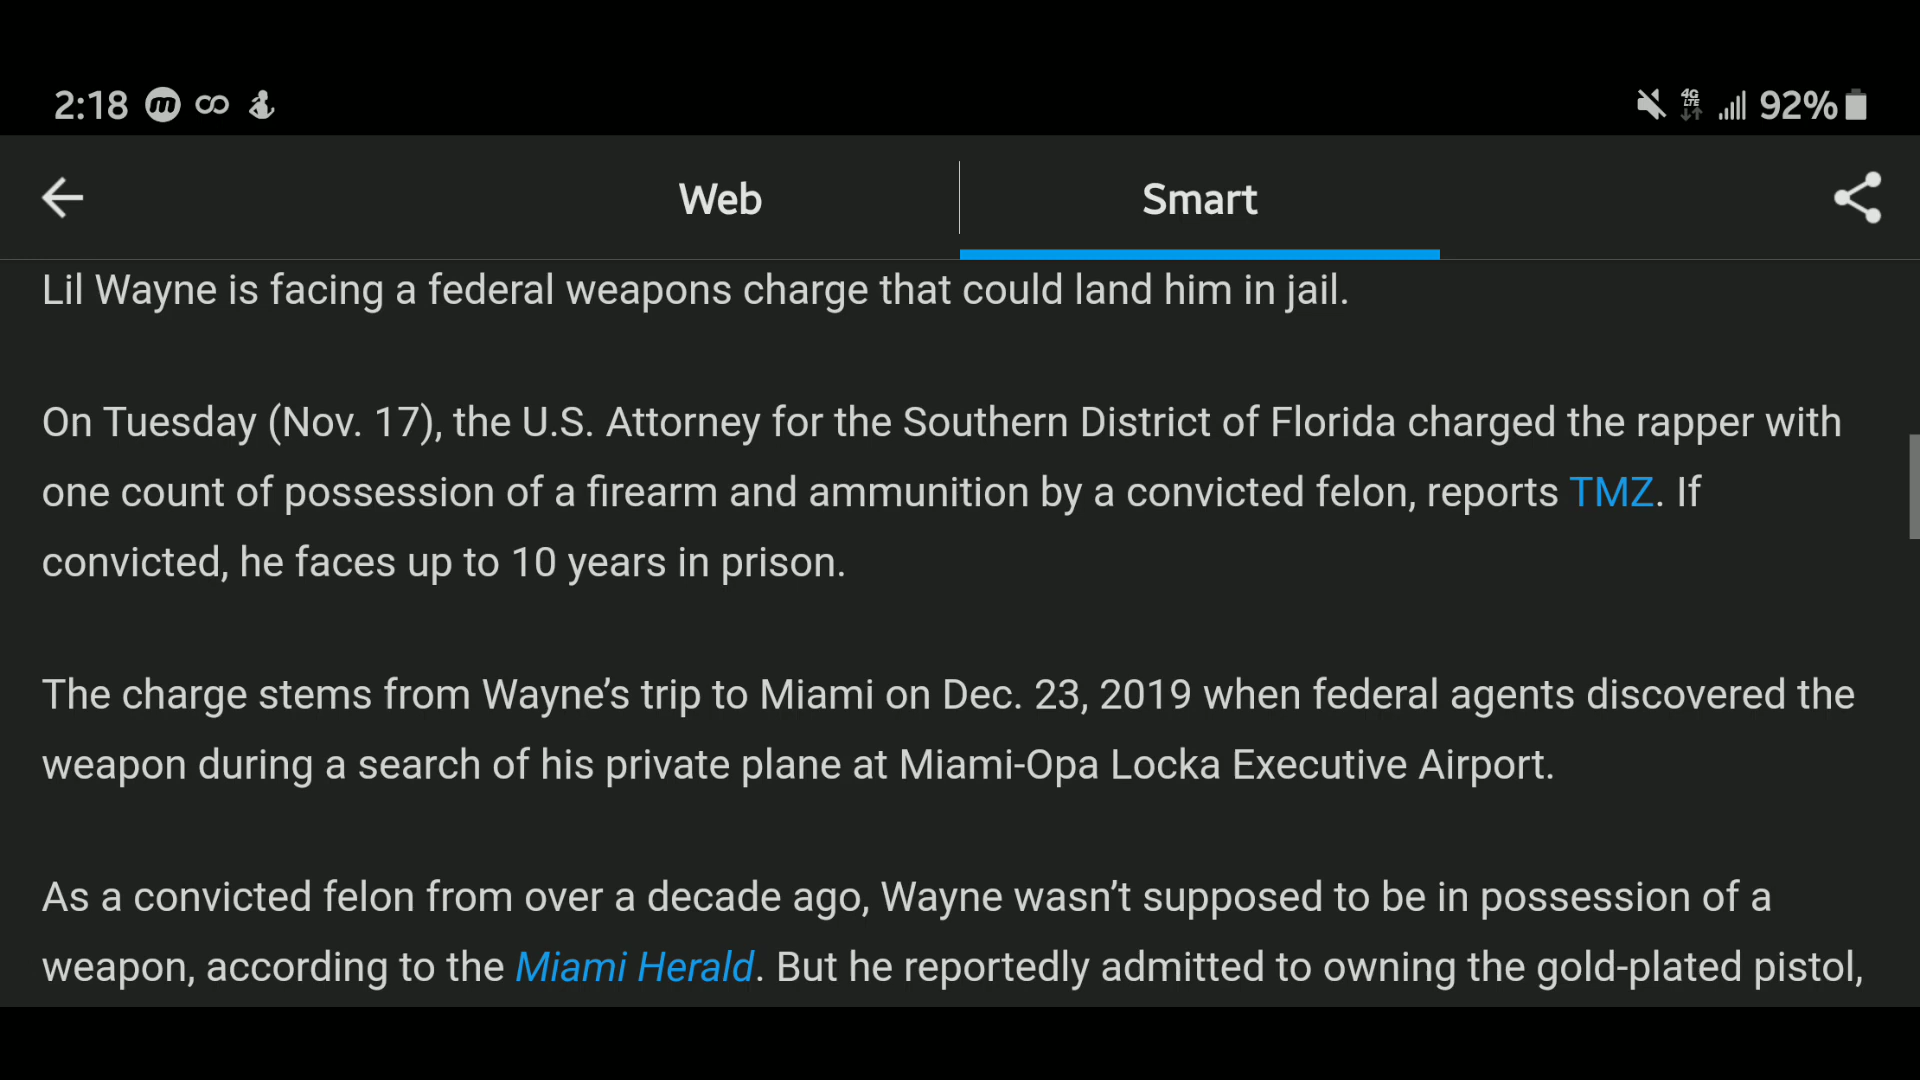 2:18
4G LTE
92%
Web
Smart
Lil Wayne is facing a federal weapons charge that could land him in jail.
On Tuesday (Nov. 17), the U.S. Attorney for the Southern District of Florida charged the rapper with
one count of possession of a firearm and ammunition by a convicted felon, reports TMZ. If
convicted, he faces up to 10 years in prison.
The charge stems from Wayne’s trip to Miami on Dec. 23, 2019 when federal agents discovered the
weapon during a search of his private plane at Miami-Opa Locka Executive Airport.
As a convicted felon from over a decade ago, Wayne wasn’t supposed to be in possession of a
weapon, according to the Miami Herald. But he reportedly admitted to owning the gold-plated pistol,